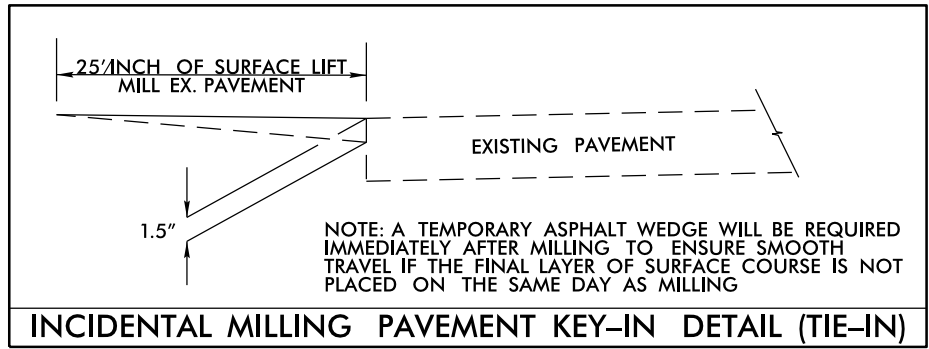 25'/INCH OF SURFACE LIFT
MILL EX. PAVEMENT
EXISTING PAVEMENT
1.5"
NOTE: A TEMPORARY ASPHALT WEDGE WILL BE REQUIRED
IMMEDIATELY AFTER MILLING TO ENSURE SMOOTH
TRAVEL IF THE FINAL LAYER OF SURFACE COURSE IS NOT
PLACED ON THE SAME DAY AS MILLING
INCIDENTAL MILLING PAVEMENT KEY–IN DETAIL (TIE–IN)